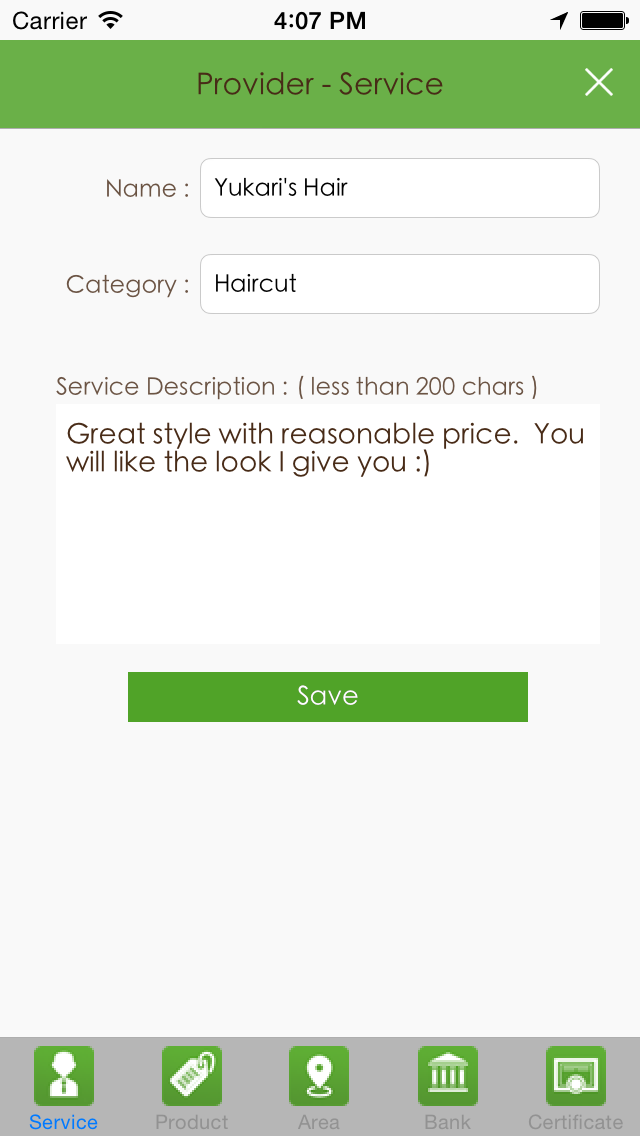 Carrier 4:07 PM
Provider - Service
Name : Yukari's Hair
Category : Haircut
Service Description : ( less than 200 chars )
Great style with reasonable price.  You
will like the look I give you :)
Save
Service Product Area Bank Certificate